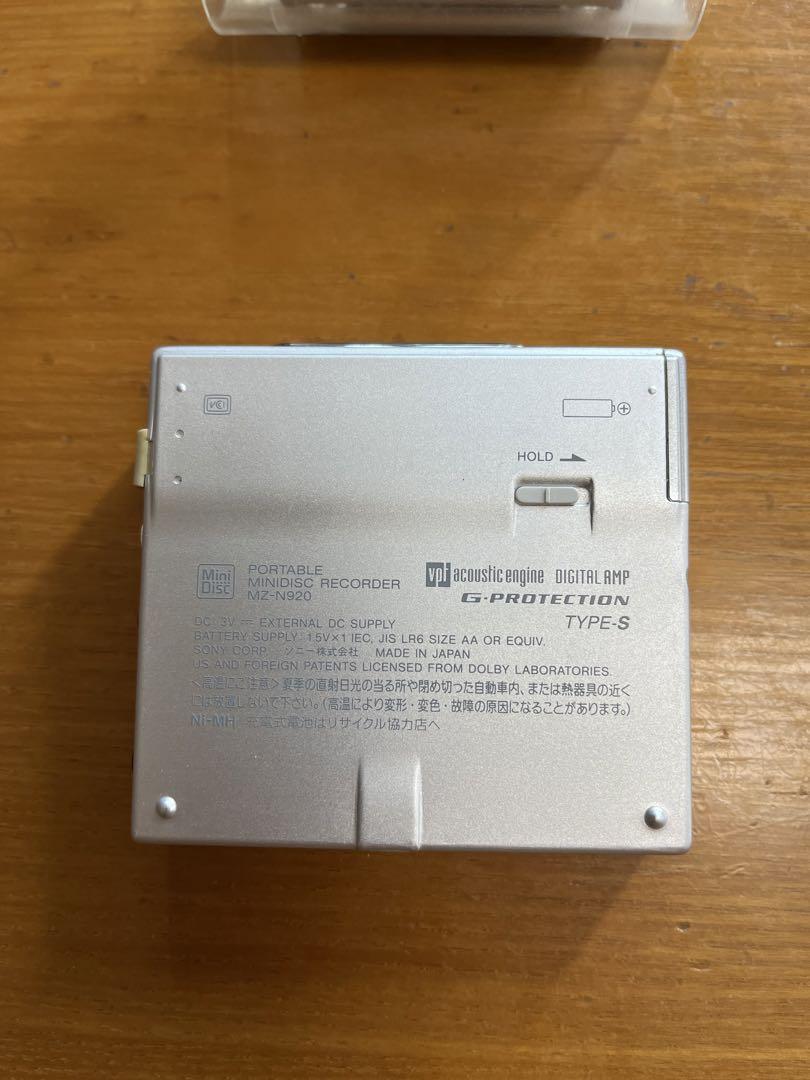 VCCI
HOLD
Mini Disc
PORTABLE
MINIDISC RECORDER
MZ-N920
vpt acoustic engine DIGITAL AMP
G-PROTECTION
TYPE-S
DC: 3V ⎓ EXTERNAL DC SUPPLY
BATTERY SUPPLY: 1.5V×1 IEC, JIS LR6 SIZE AA OR EQUIV.
SONY CORP. ソニー株式会社 MADE IN JAPAN
US AND FOREIGN PATENTS LICENSED FROM DOLBY LABORATORIES.
<高温にご注意>夏季の直射日光の当る所や閉め切った自動車内、または熱器具の近く
には放置しないで下さい。(高温により変形・変色・故障の原因になることがあります。)
Ni-MH 充電式電池はリサイクル協力店へ